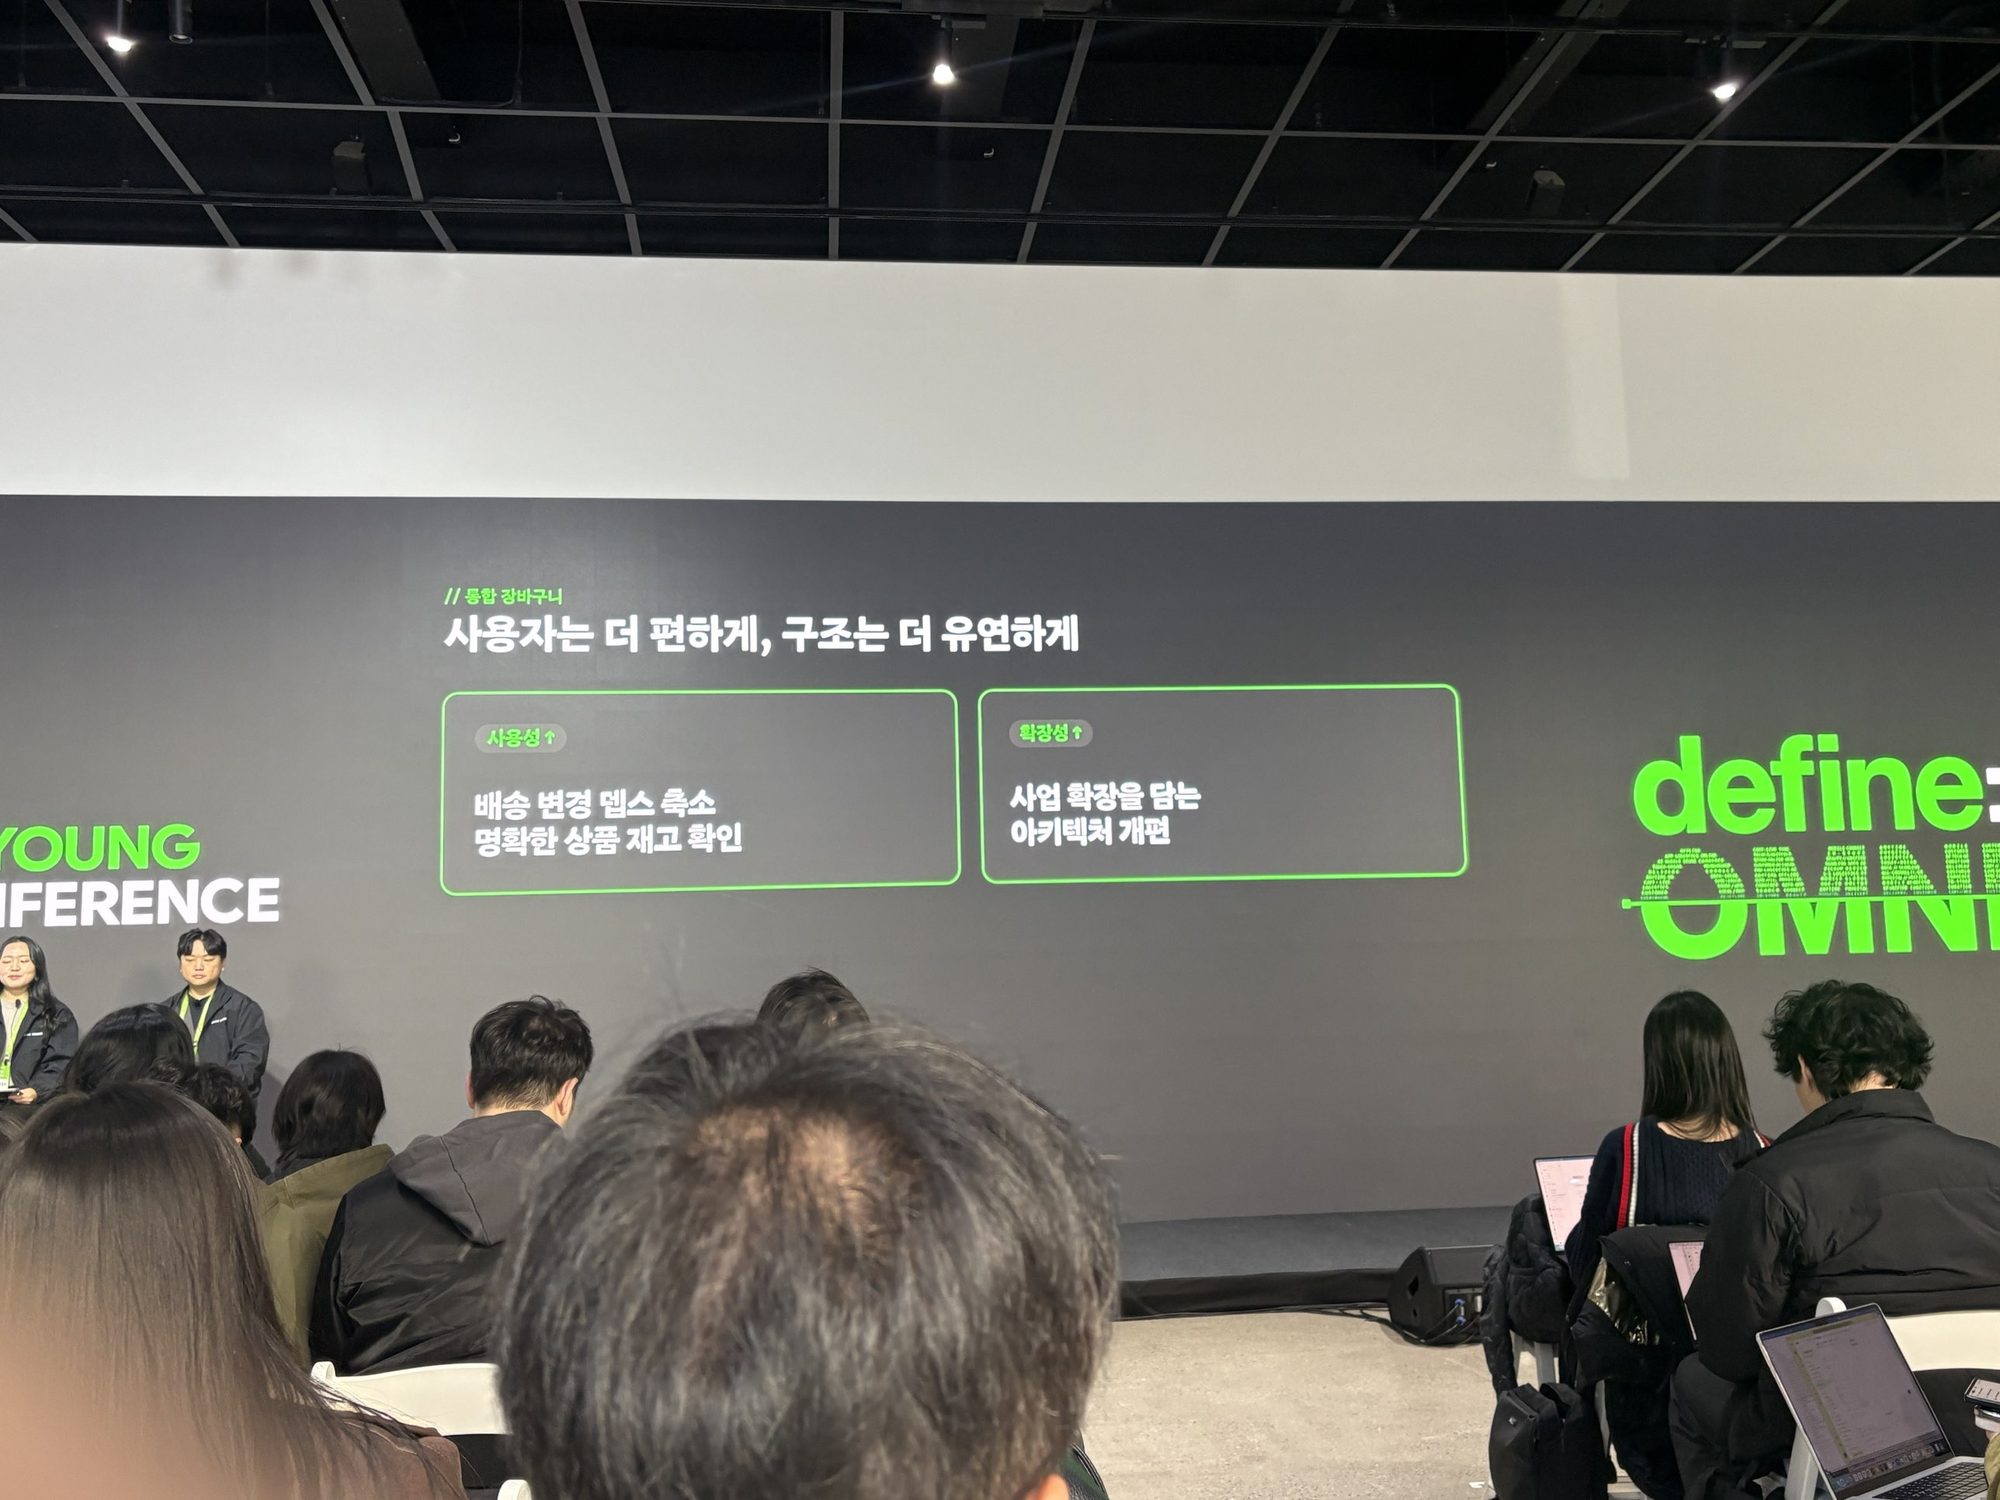 // 통합 장바구니
사용자는 더 편하게, 구조는 더 유연하게
사용성↑
배송 변경 뎁스 축소
명확한 상품 재고 확인
확장성↑
사업 확장을 담는
아키텍처 개편
YOUNG
NFERENCE
define:
OMNI